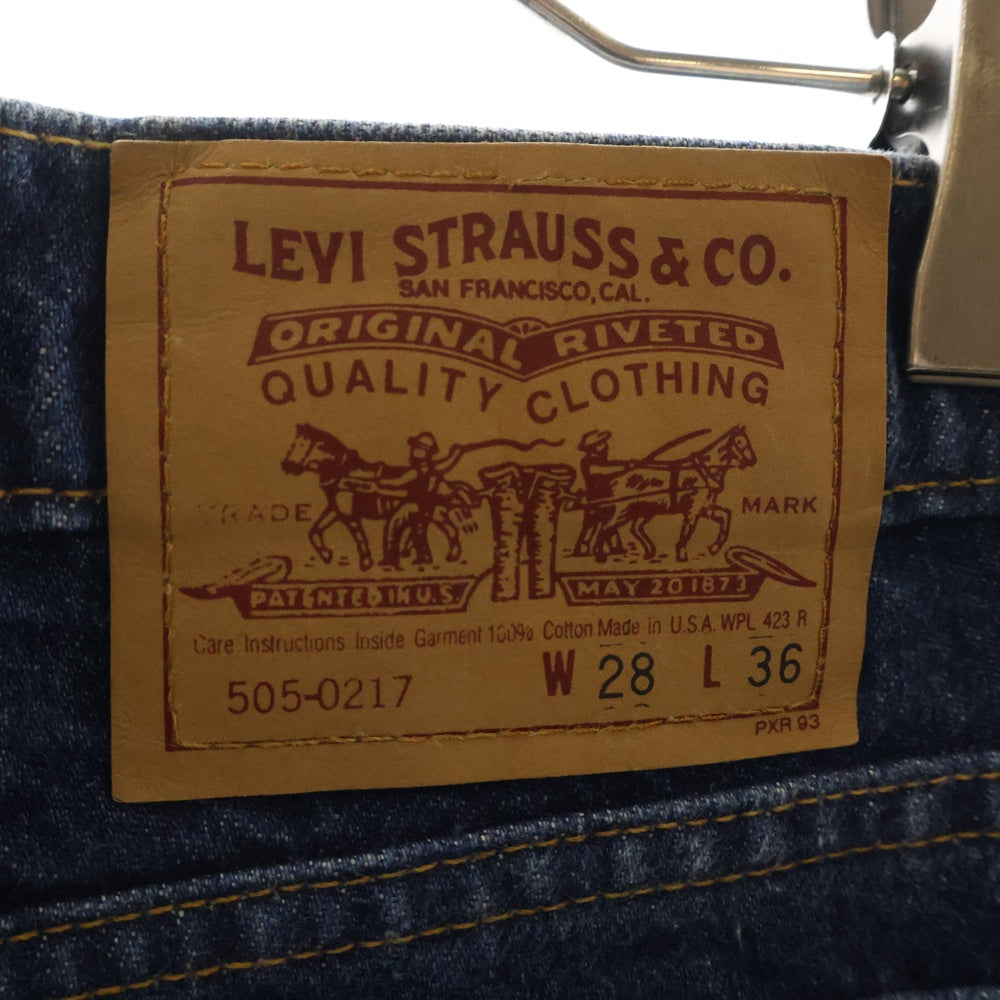 LEVI STRAUSS & CO.
SAN FRANCISCO, CAL.
ORIGINAL RIVETED
QUALITY CLOTHING
TRADE MARK
PATENTED IN U.S. MAY 20 1873
Care Instructions Inside Garment 100% Cotton Made in U.S.A. WPL 423 R
505-0217 W 28 L 36
PXR 93